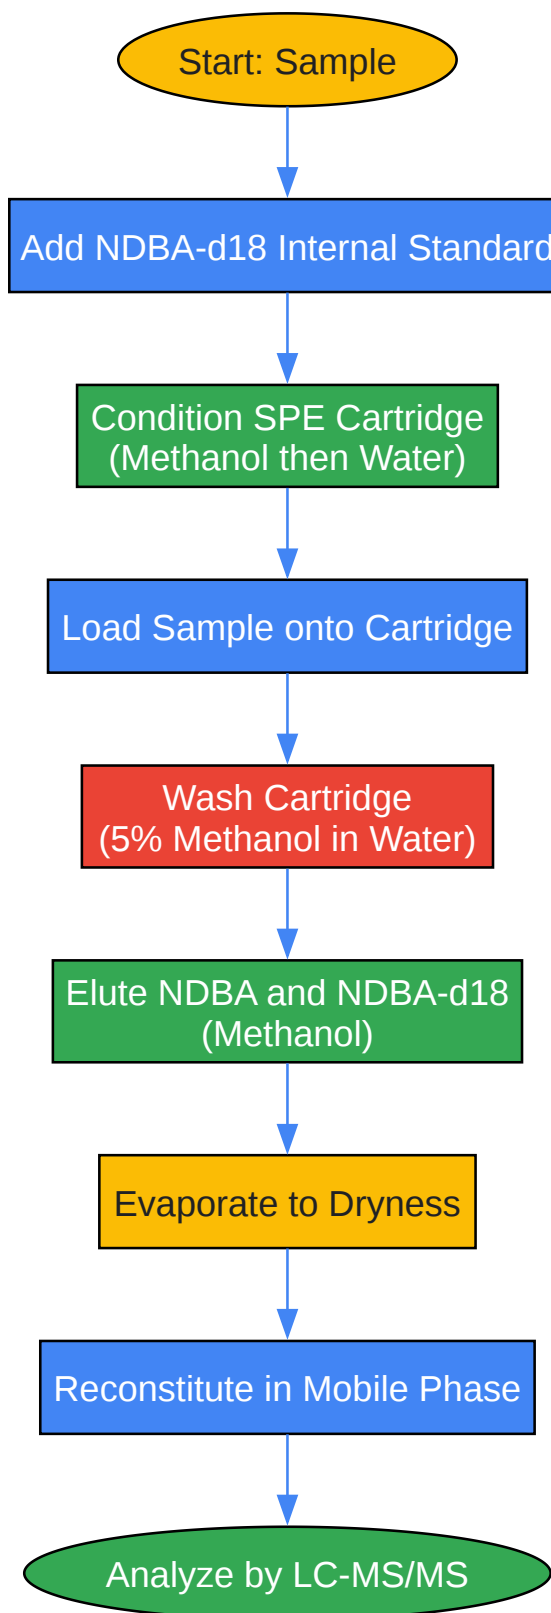 Start: Sample
Add NDBA-d18 Internal Standard
Condition SPE Cartridge
(Methanol then Water)
Load Sample onto Cartridge
Wash Cartridge
(5% Methanol in Water)
Elute NDBA and NDBA-d18
(Methanol)
Evaporate to Dryness
Reconstitute in Mobile Phase
Analyze by LC-MS/MS